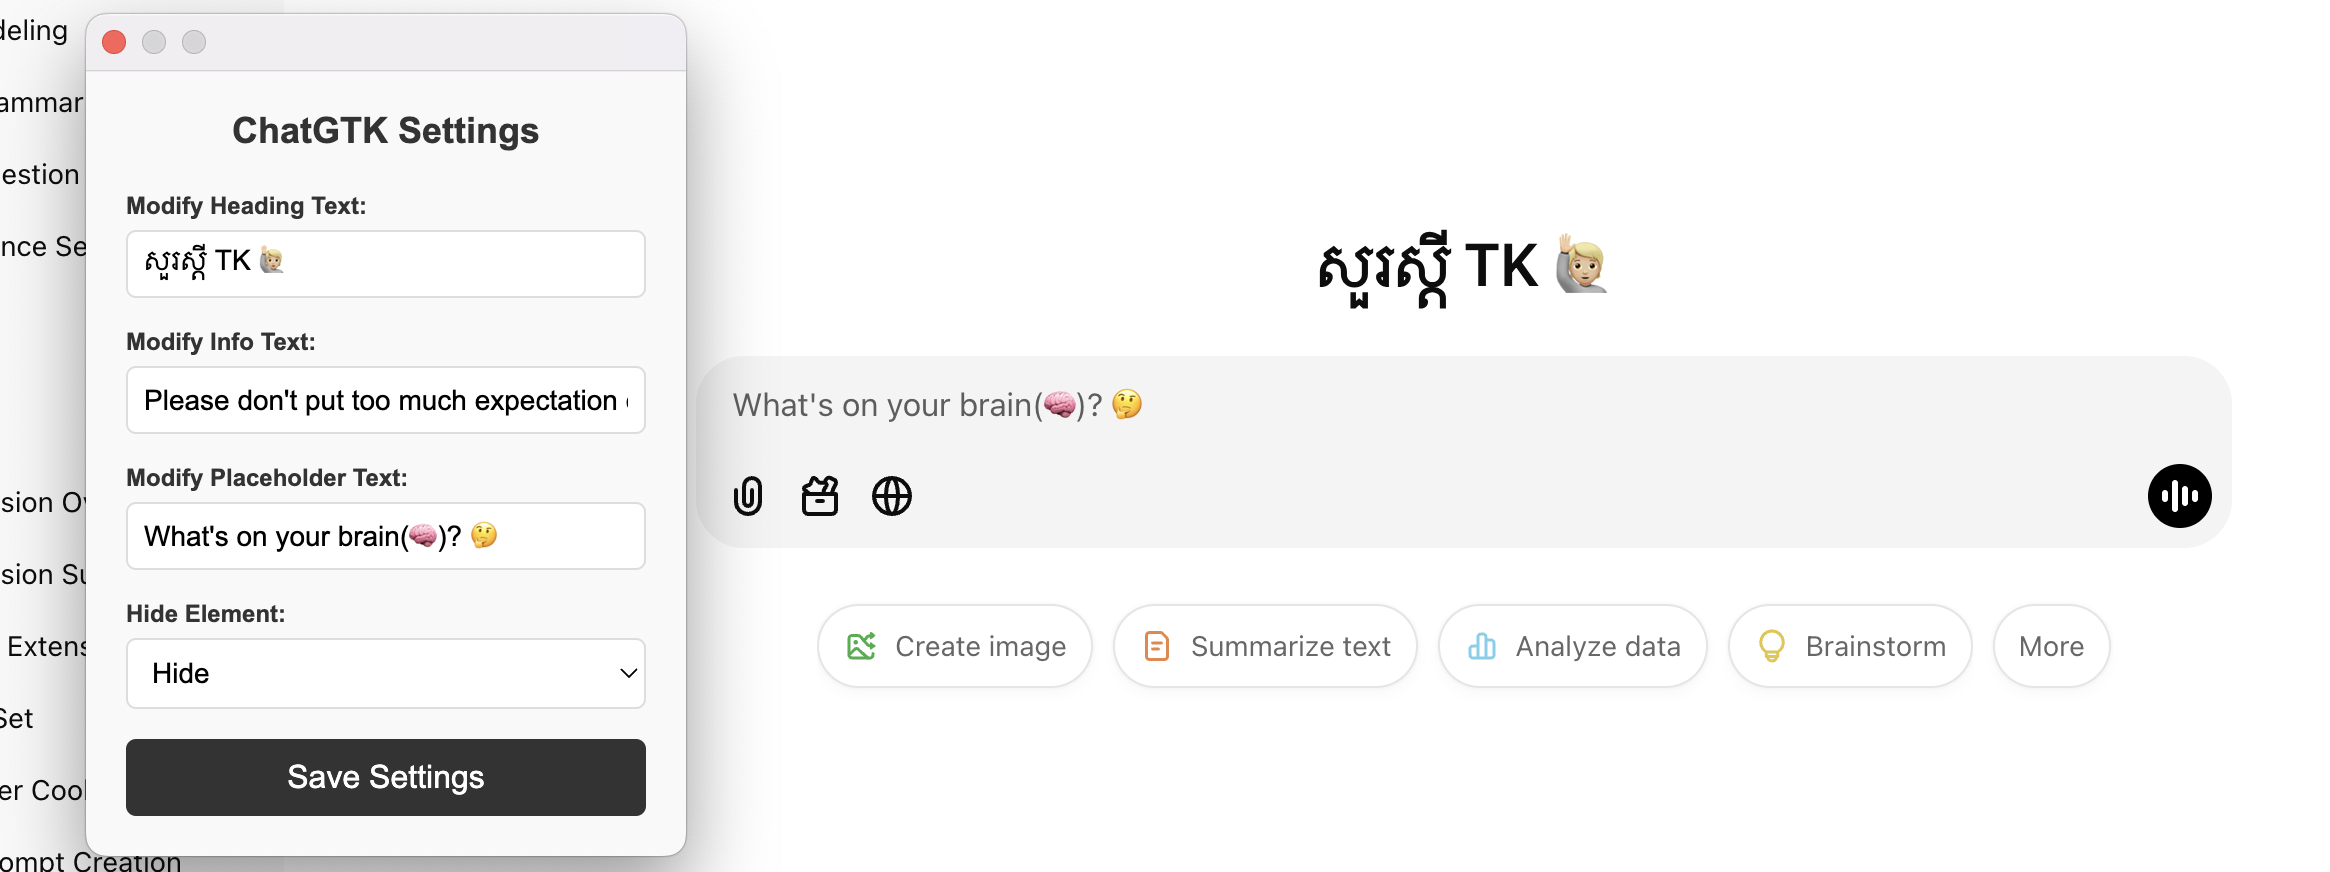 deling
ammar
estion
nce Se
sion Ov
sion Su
Extens
Set
er Cool
ompt Creation
ChatGTK Settings
Modify Heading Text:
សួរស្តី TK 🙋🏼
Modify Info Text:
Please don't put too much expectation
Modify Placeholder Text:
What's on your brain(🧠)? 🤔
Hide Element:
Hide
Save Settings
សួរស្តី TK 🙋🏼
What's on your brain(🧠)? 🤔
Create image
Summarize text
Analyze data
Brainstorm
More